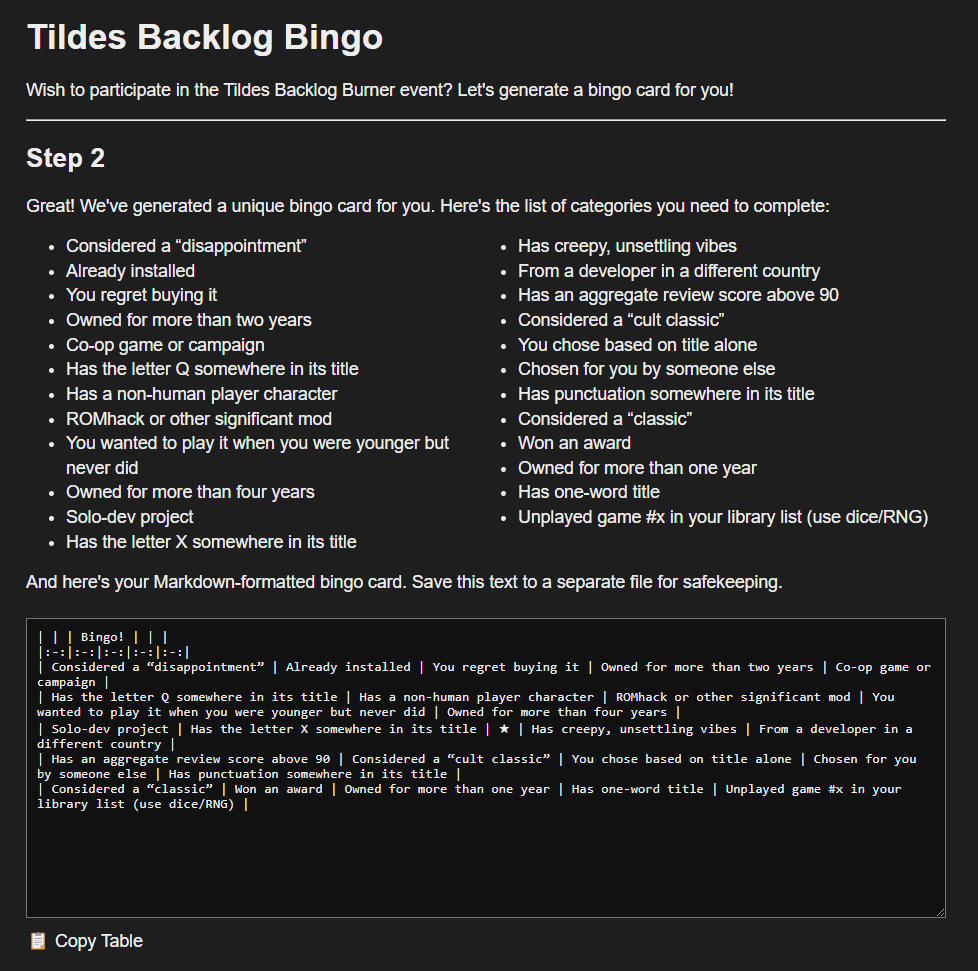 Tildes Backlog Bingo
Wish to participate in the Tildes Backlog Burner event? Let's generate a bingo card for you!
Step 2
Great! We've generated a unique bingo card for you. Here's the list of categories you need to complete:
• Considered a “disappointment”
• Already installed
• You regret buying it
• Owned for more than two years
• Co-op game or campaign
• Has the letter Q somewhere in its title
• Has a non-human player character
• ROMhack or other significant mod
• You wanted to play it when you were younger but
never did
• Owned for more than four years
• Solo-dev project
• Has the letter X somewhere in its title
• Has creepy, unsettling vibes
• From a developer in a different country
• Has an aggregate review score above 90
• Considered a “cult classic”
• You chose based on title alone
• Chosen for you by someone else
• Has punctuation somewhere in its title
• Considered a “classic”
• Won an award
• Owned for more than one year
• Has one-word title
• Unplayed game #x in your library list (use dice/RNG)
And here's your Markdown-formatted bingo card. Save this text to a separate file for safekeeping.
| | | Bingo! | | |
|:-:|:-:|:-:|:-:|:-:|
| Considered a “disappointment” | Already installed | You regret buying it | Owned for more than two years | Co-op game or
campaign |
| Has the letter Q somewhere in its title | Has a non-human player character | ROMhack or other significant mod | You
wanted to play it when you were younger but never did | Owned for more than four years |
| Solo-dev project | Has the letter X somewhere in its title | ★ | Has creepy, unsettling vibes | From a developer in a
different country |
| Has an aggregate review score above 90 | Considered a “cult classic” | You chose based on title alone | Chosen for you
by someone else | Has punctuation somewhere in its title |
| Considered a “classic” | Won an award | Owned for more than one year | Has one-word title | Unplayed game #x in your
library list (use dice/RNG) |
📋 Copy Table